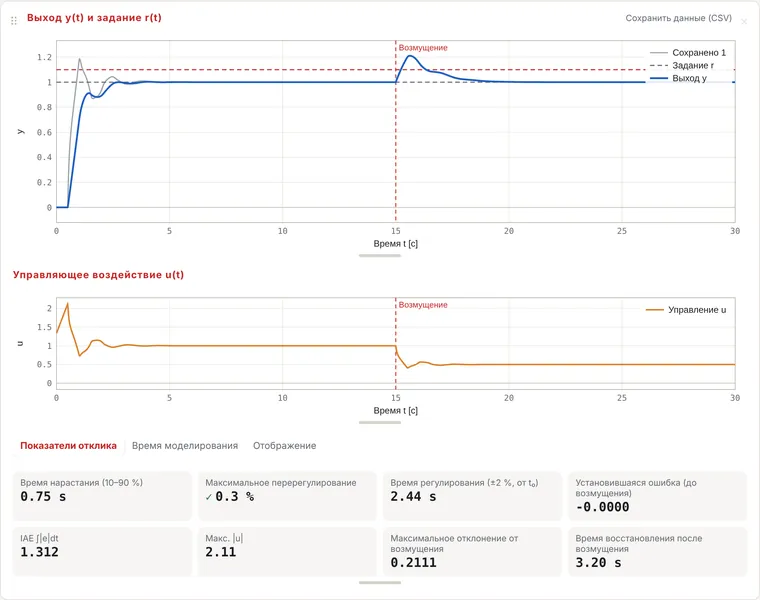 Выход y(t) и задание r(t)
Сохранить данные (CSV)
Возмущение
Сохранено 1
Задание r
Выход y
1.2
1
0.8
0.6
0.4
0.2
0
y
0 5 10 15 20 25 30
Время t [с]
Управляющее воздействие u(t)
Возмущение
Управление u
2
1.5
1
0.5
0
u
0 5 10 15 20 25 30
Время t [с]
Показатели отклика Время моделирования Отображение
Время нарастания (10–90 %)
0.75 s
Максимальное перерегулирование
✓ 0.3 %
Время регулирования (±2 %, от t₀)
2.44 s
Установившаяся ошибка (до
возмущения)
-0.0000
IAE ∫|e|dt
1.312
Макс. |u|
2.11
Максимальное отклонение от
возмущения
0.2111
Время восстановления после
возмущения
3.20 s